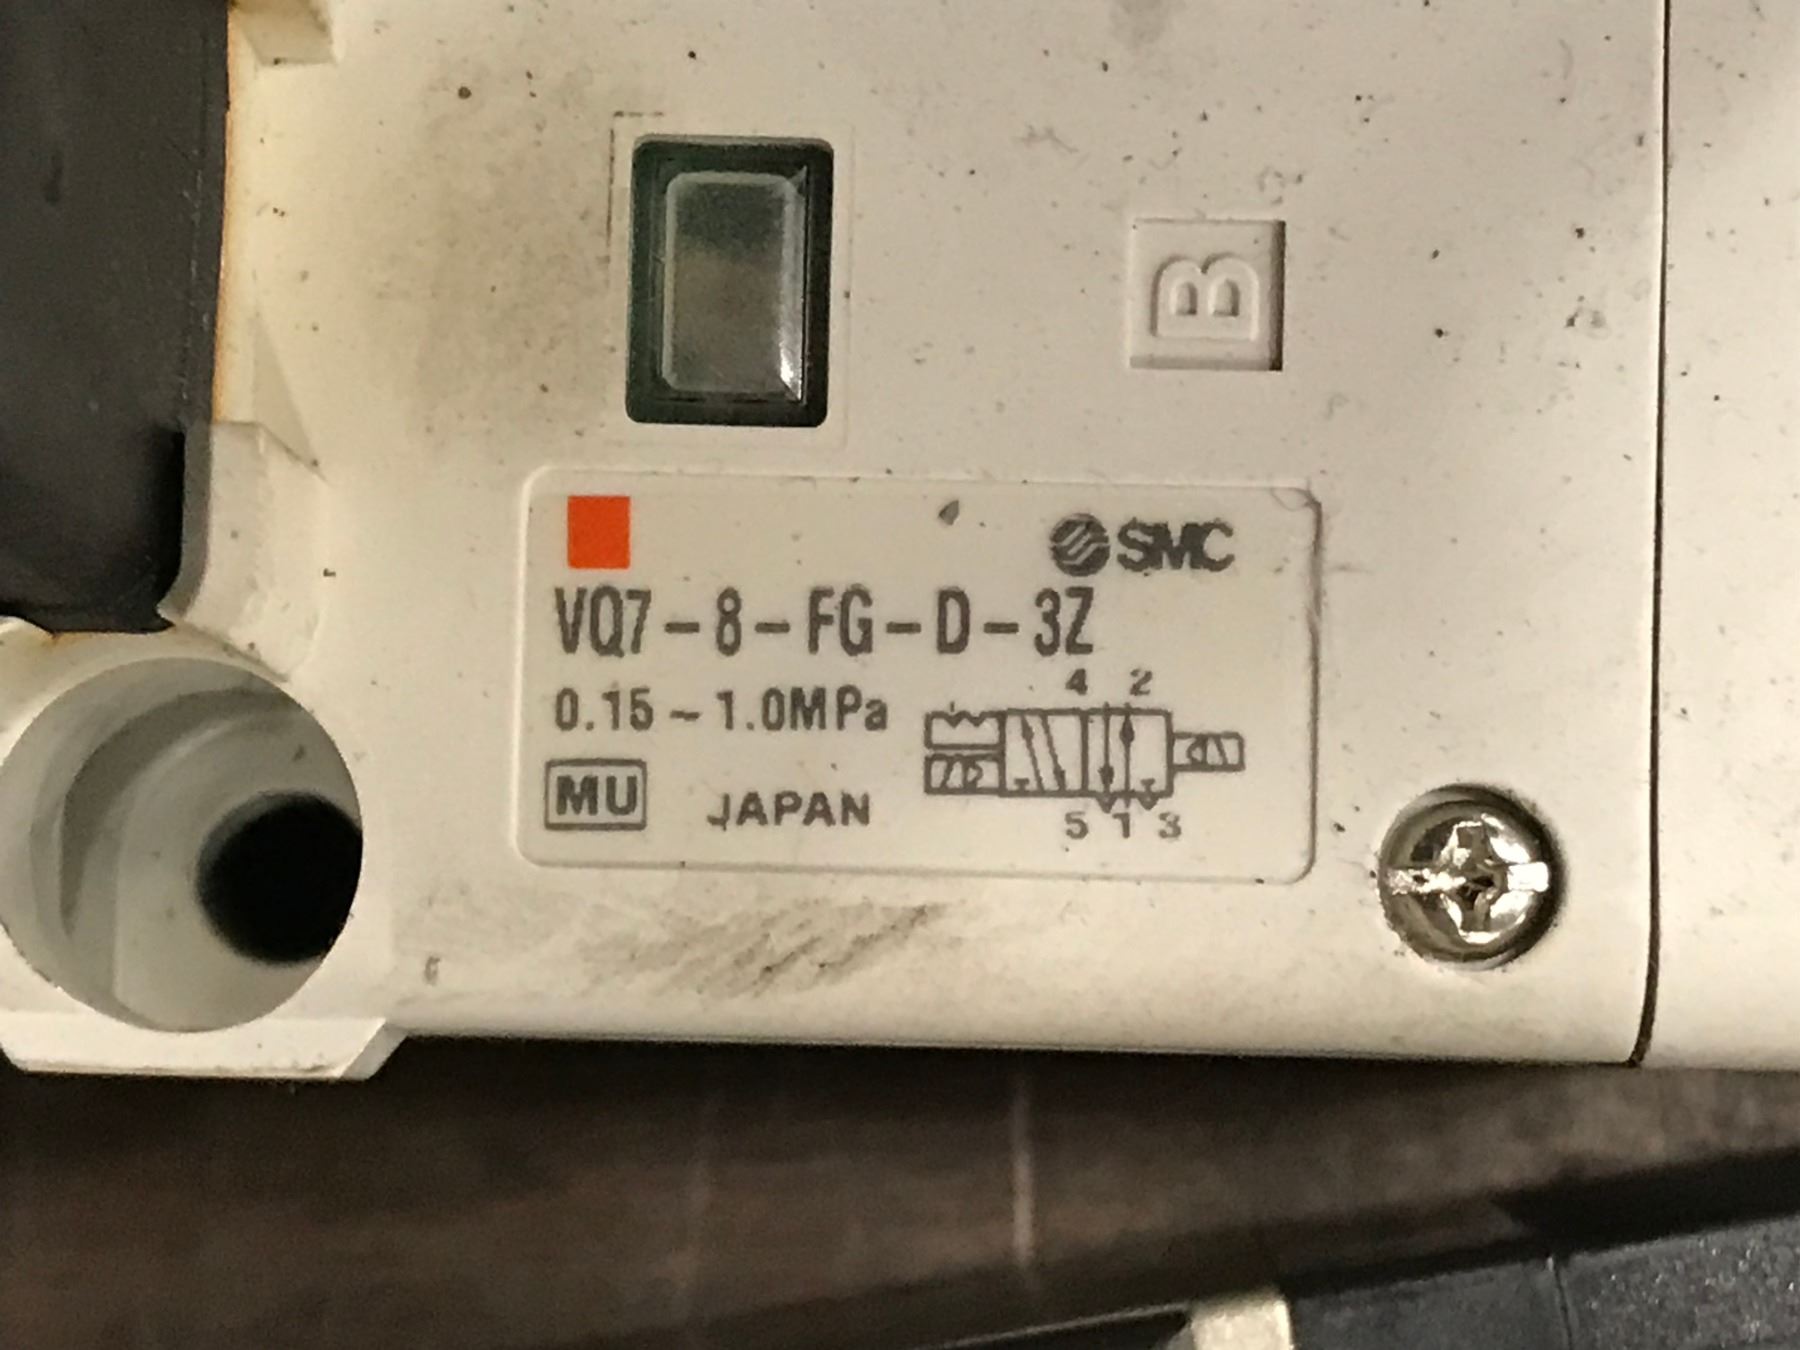 B
SMC
VQ7-8-FG-D-3Z
0.15~1.0MPa
4 2
MU JAPAN
5 1 3